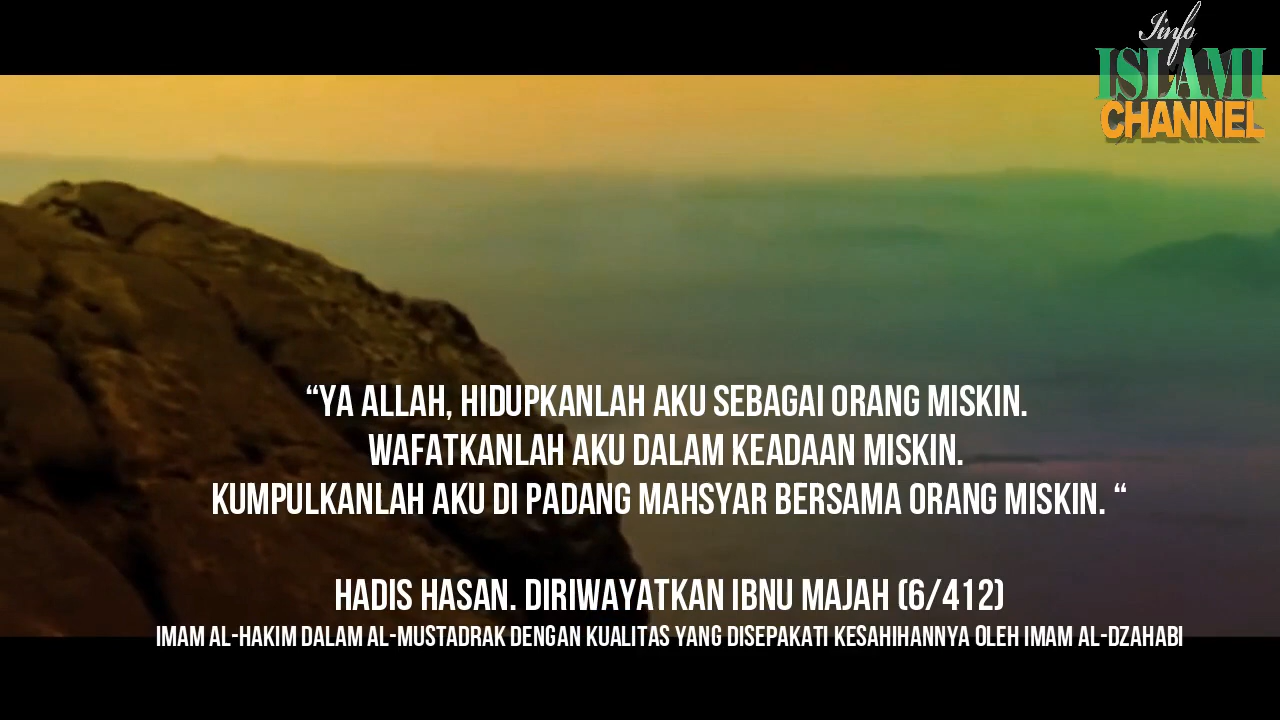 Iinfo
ISLAMI
CHANNEL
“YA ALLAH, HIDUPKANLAH AKU SEBAGAI ORANG MISKIN.
WAFATKANLAH AKU DALAM KEADAAN MISKIN.
KUMPULKANLAH AKU DI PADANG MAHSYAR BERSAMA ORANG MISKIN. “
HADIS HASAN. DIRIWAYATKAN IBNU MAJAH (6/412)
IMAM AL-HAKIM DALAM AL-MUSTADRAK DENGAN KUALITAS YANG DISEPAKATI KESAHIHANNYA OLEH IMAM AL-DZAHABI